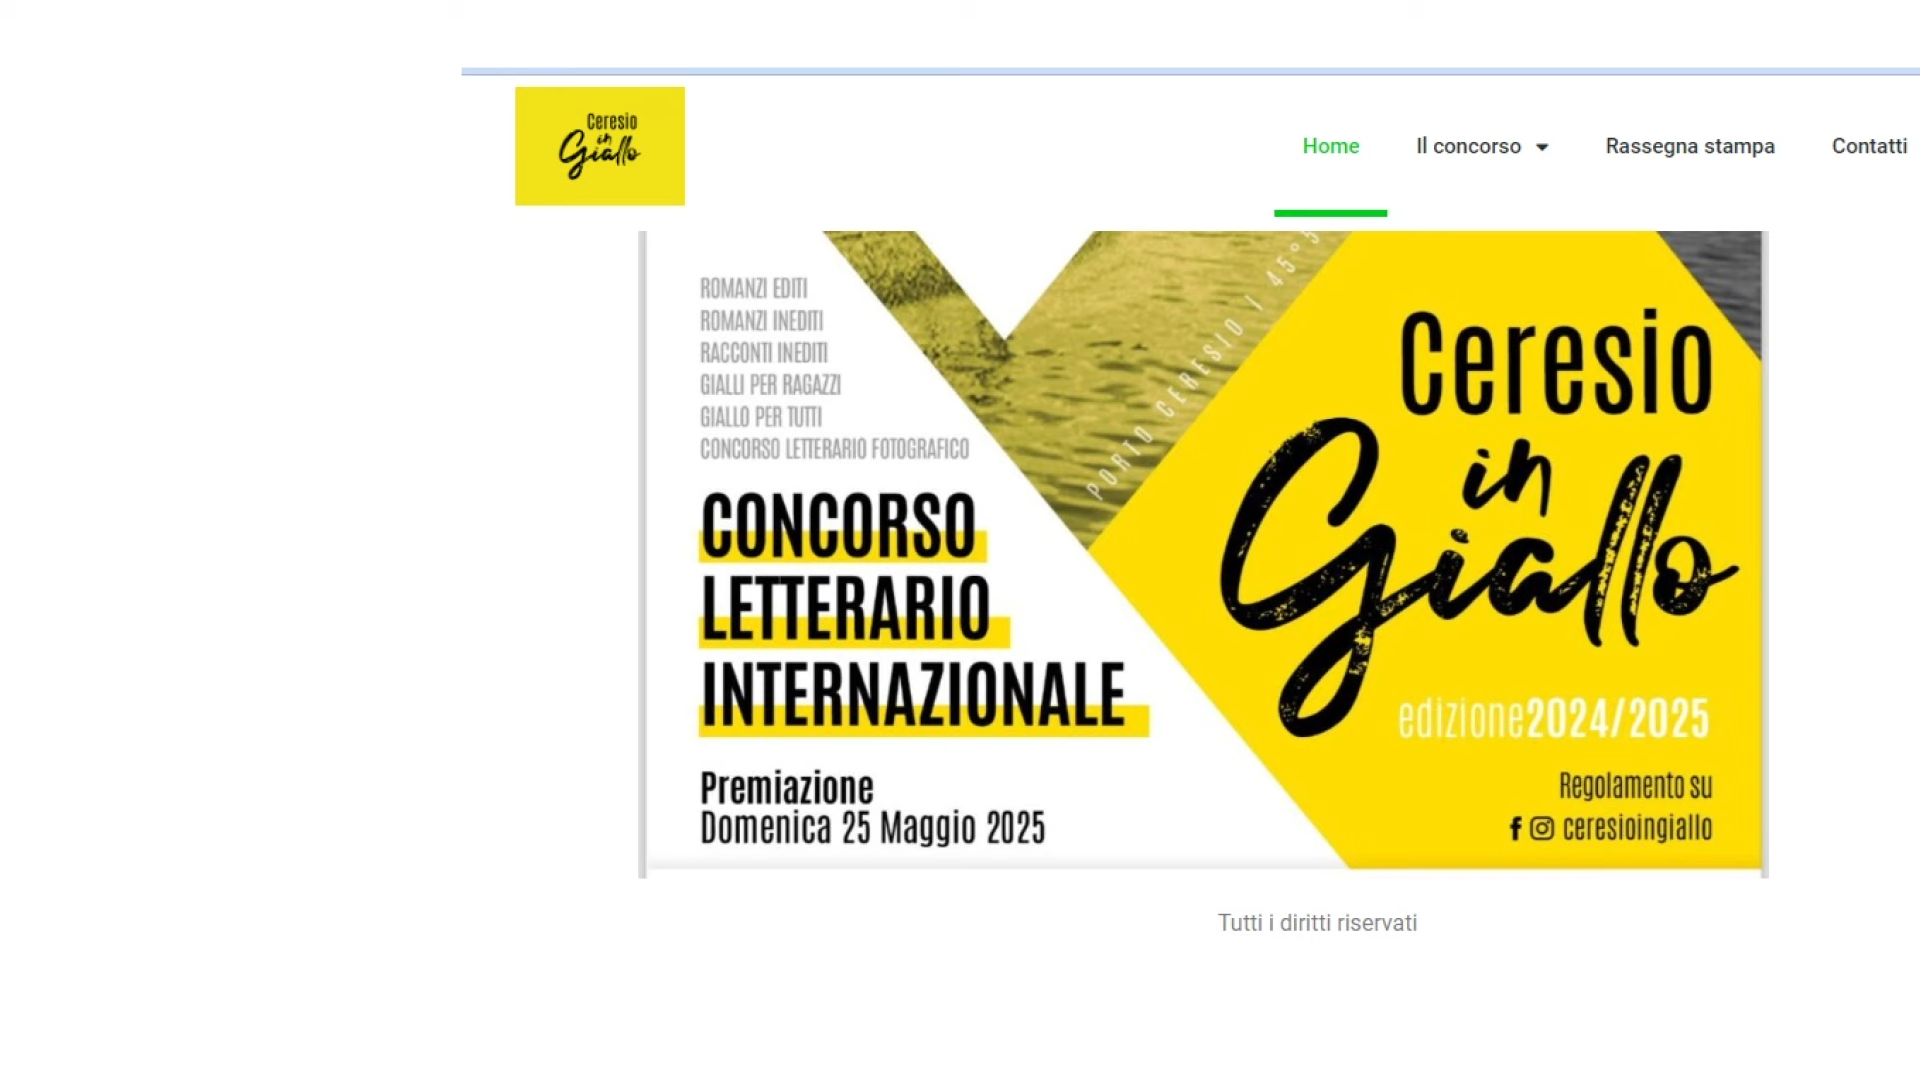 Ceresio
in
Giallo
Home
Il concorso
Rassegna stampa
Contatti
ROMANZI EDITI
ROMANZI INEDITI
RACCONTI INEDITI
GIALLI PER RAGAZZI
GIALLO PER TUTTI
CONCORSO LETTERARIO FOTOGRAFICO
CONCORSO
LETTERARIO
INTERNAZIONALE
Premiazione
Domenica 25 Maggio 2025
PORTO CERESIO | 45°5
Ceresio
in
Giallo
edizione2024/2025
Regolamento su
ceresioingiallo
Tutti i diritti riservati